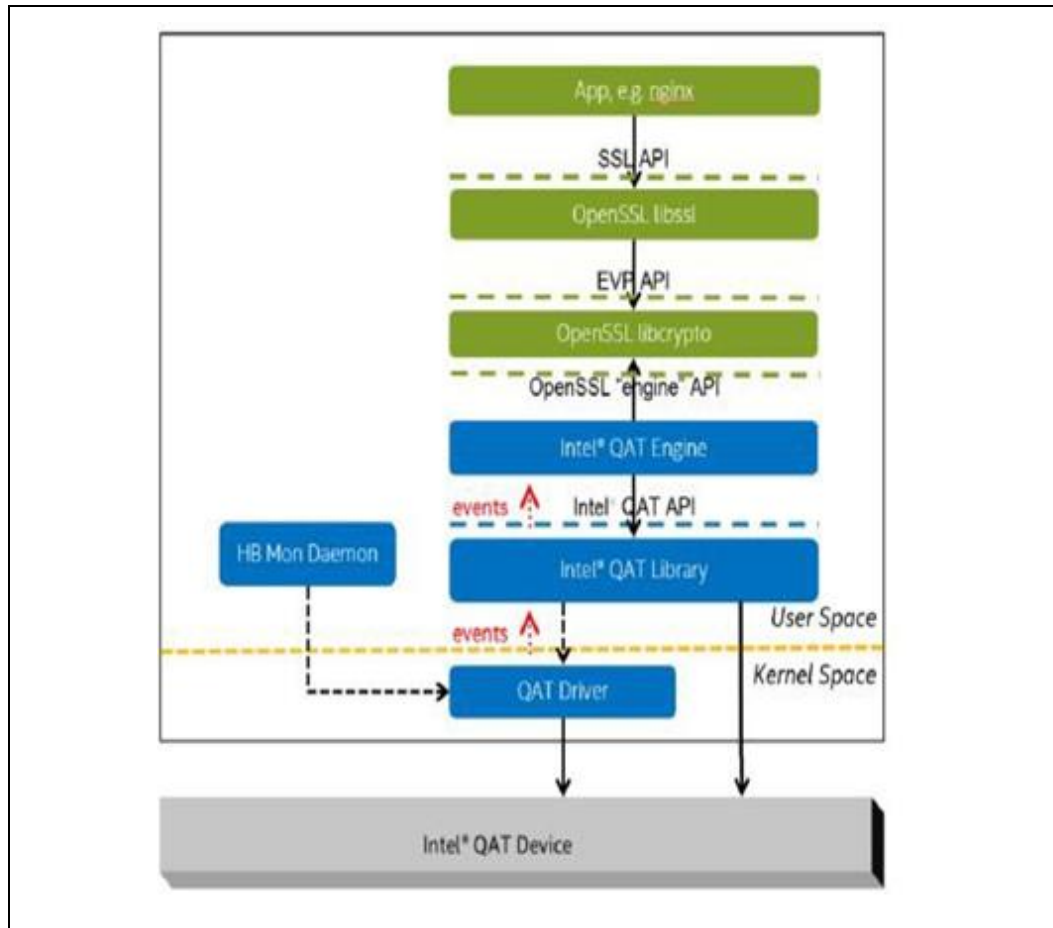 App, e.g. nginx
SSL API
OpenSSL libssl
EVP API
OpenSSL libcrypto
OpenSSL "engine" API
Intel® QAT Engine
events
Intel® QAT API
HB Mon Daemon
Intel® QAT Library
User Space
events
Kernel Space
QAT Driver
Intel® QAT Device